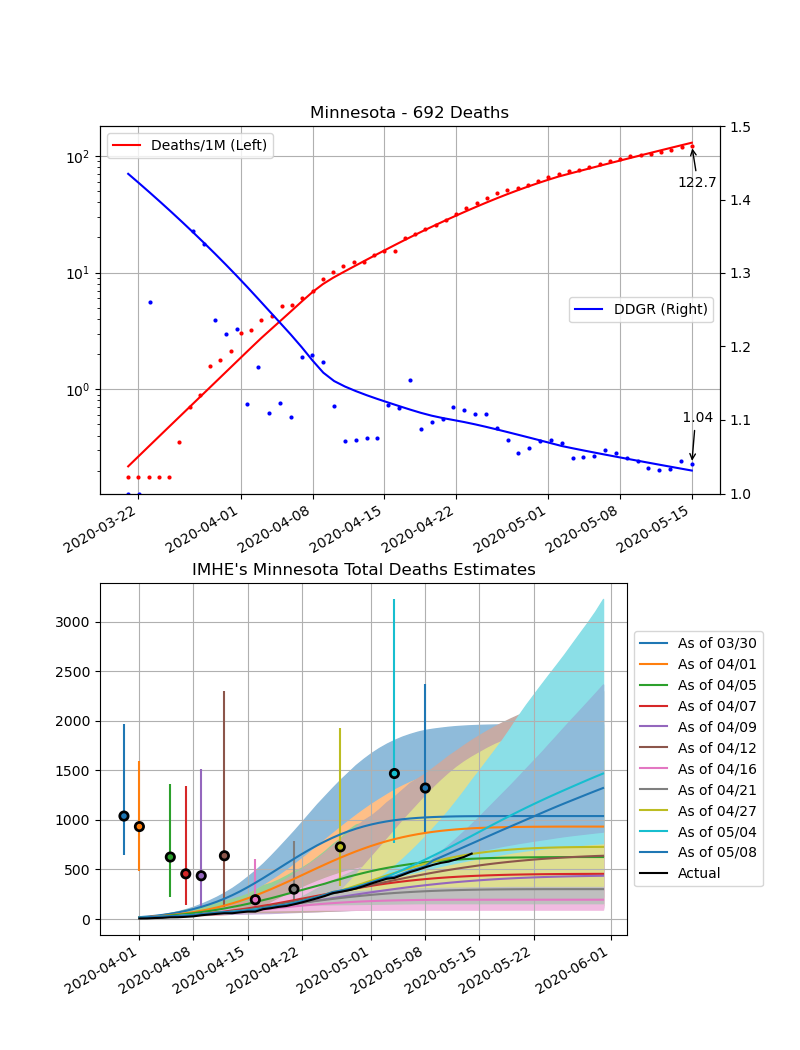 Minnesota - 692 Deaths
Deaths/1M (Left)
10²
10¹
10⁰
1.5
1.4
1.3
1.2
1.1
1.0
122.7
DDGR (Right)
1.04
2020-03-22
2020-04-01
2020-04-08
2020-04-15
2020-04-22
2020-05-01
2020-05-08
2020-05-15
IMHE's Minnesota Total Deaths Estimates
3000
2500
2000
1500
1000
500
0
2020-04-01
2020-04-08
2020-04-15
2020-04-22
2020-05-01
2020-05-08
2020-05-15
2020-05-22
2020-06-01
As of 03/30
As of 04/01
As of 04/05
As of 04/07
As of 04/09
As of 04/12
As of 04/16
As of 04/21
As of 04/27
As of 05/04
As of 05/08
Actual